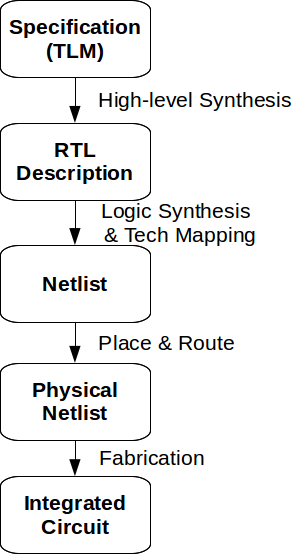 Specification
(TLM)
High-level Synthesis
RTL
Description
Logic Synthesis
& Tech Mapping
Netlist
Place & Route
Physical
Netlist
Fabrication
Integrated
Circuit